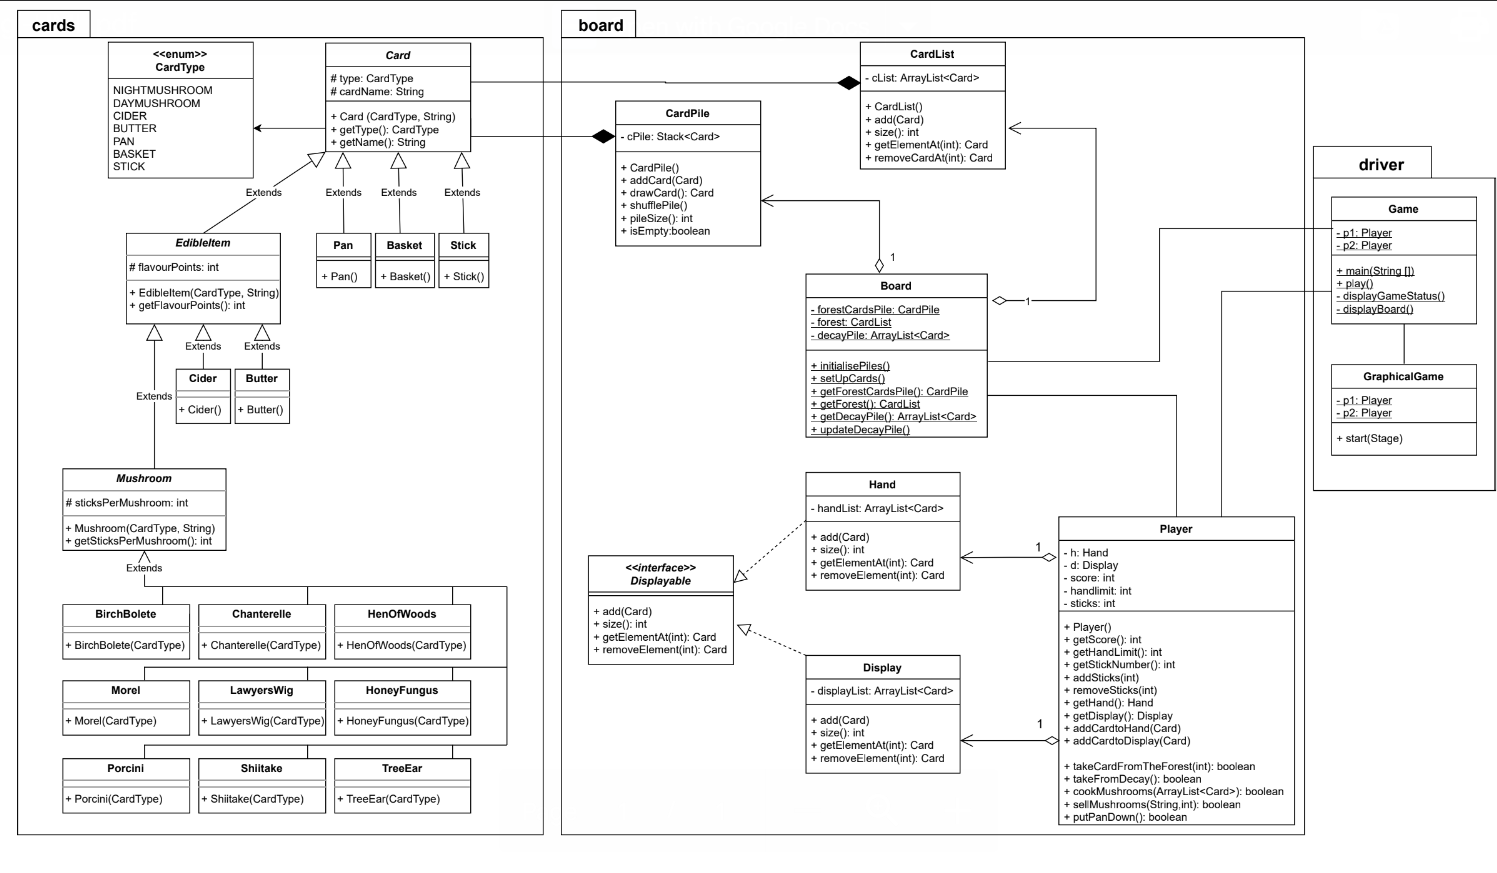 cards
<<enum>>
CardType
NIGHTMUSHROOM
DAYMUSHROOM
CIDER
BUTTER
PAN
BASKET
STICK
Card
# type: CardType
# cardName: String
+ Card (CardType, String)
+ getType(): CardType
+ getName(): String
Extends
Extends
Extends
Extends
EdibleItem
# flavourPoints: int
+ EdibleItem(CardType, String)
+ getFlavourPoints(): int
Pan
+ Pan()
Basket
+ Basket()
Stick
+ Stick()
Extends
Extends
Extends
Cider
+ Cider()
Butter
+ Butter()
Mushroom
# sticksPerMushroom: int
+ Mushroom(CardType, String)
+ getSticksPerMushroom(): int
Extends
BirchBolete
+ BirchBolete(CardType)
Chanterelle
+ Chanterelle(CardType)
HenOfWoods
+ HenOfWoods(CardType)
Morel
+ Morel(CardType)
LawyersWig
+ LawyersWig(CardType)
HoneyFungus
+ HoneyFungus(CardType)
Porcini
+ Porcini(CardType)
Shiitake
+ Shiitake(CardType)
TreeEar
+ TreeEar(CardType)
board
CardList
- cList: ArrayList<Card>
+ CardList()
+ add(Card)
+ size(): int
+ getElementAt(int): Card
+ removeCardAt(int): Card
CardPile
- cPile: Stack<Card>
+ CardPile()
+ addCard(Card)
+ drawCard(): Card
+ shufflePile()
+ pileSize(): int
+ isEmpty:boolean
1
Board
- forestCardsPile: CardPile
- forest: CardList
- decayPile: ArrayList<Card>
+ initialisePiles()
+ setUpCards()
+ getForestCardsPile(): CardPile
+ getForest(): CardList
+ getDecayPile(): ArrayList<Card>
+ updateDecayPile()
1
Hand
- handList: ArrayList<Card>
+ add(Card)
+ size(): int
+ getElementAt(int): Card
+ removeElement(int): Card
<<interface>>
Displayable
+ add(Card)
+ size(): int
+ getElementAt(int): Card
+ removeElement(int): Card
Display
- displayList: ArrayList<Card>
+ add(Card)
+ size(): int
+ getElementAt(int): Card
+ removeElement(int): Card
1
1
Player
- h: Hand
- d: Display
- score: int
- handlimit: int
- sticks: int
+ Player()
+ getScore(): int
+ getHandLimit(): int
+ getStickNumber(): int
+ addSticks(int)
+ removeSticks(int)
+ getHand(): Hand
+ getDisplay(): Display
+ addCardtoHand(Card)
+ addCardtoDisplay(Card)
+ takeCardFromTheForest(int): boolean
+ takeFromDecay(): boolean
+ cookMushrooms(ArrayList<Card>): boolean
+ sellMushrooms(String,int): boolean
+ putPanDown(): boolean
driver
Game
- p1: Player
- p2: Player
+ main(String [])
+ play()
- displayGameStatus()
- displayBoard()
GraphicalGame
- p1: Player
- p2: Player
+ start(Stage)